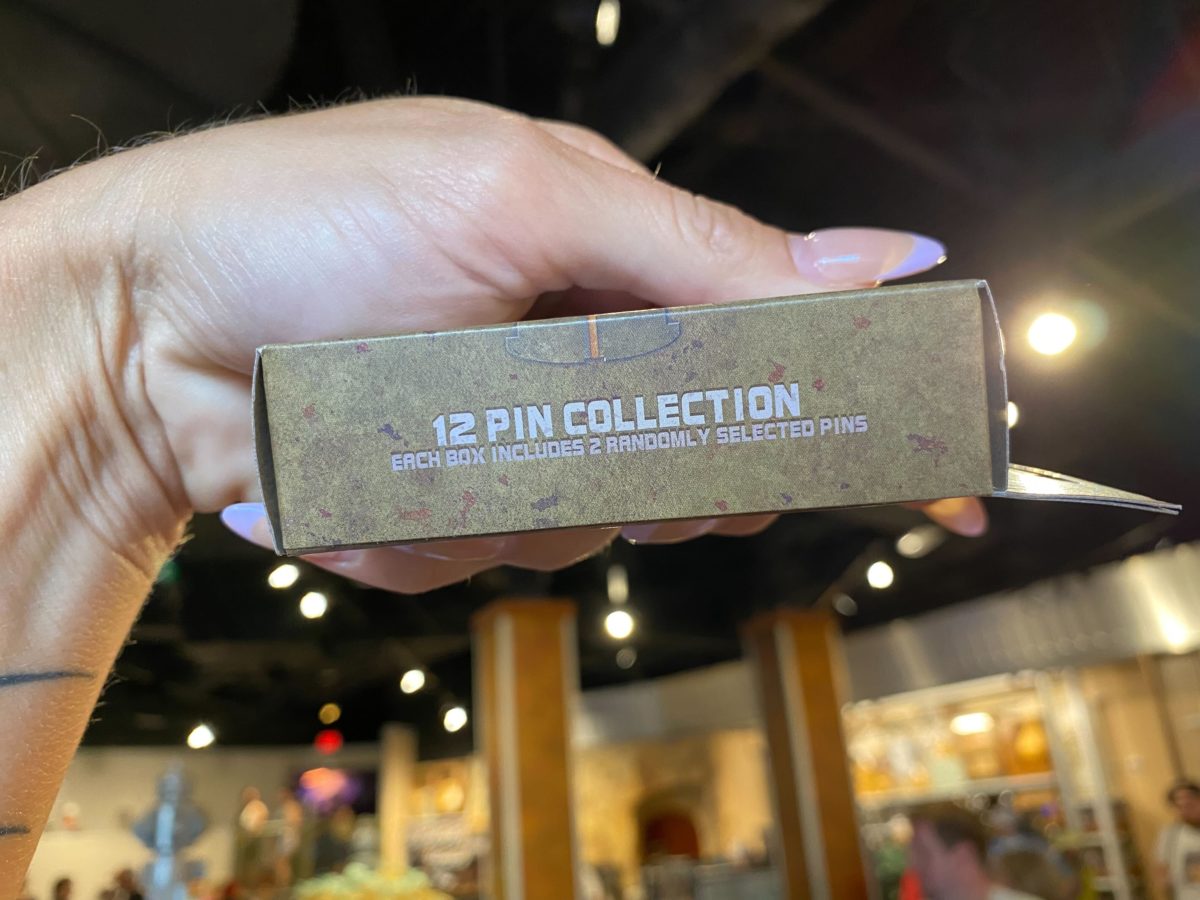 12 PIN COLLECTION
EACH BOX INCLUDES 2 RANDOMLY SELECTED PINS